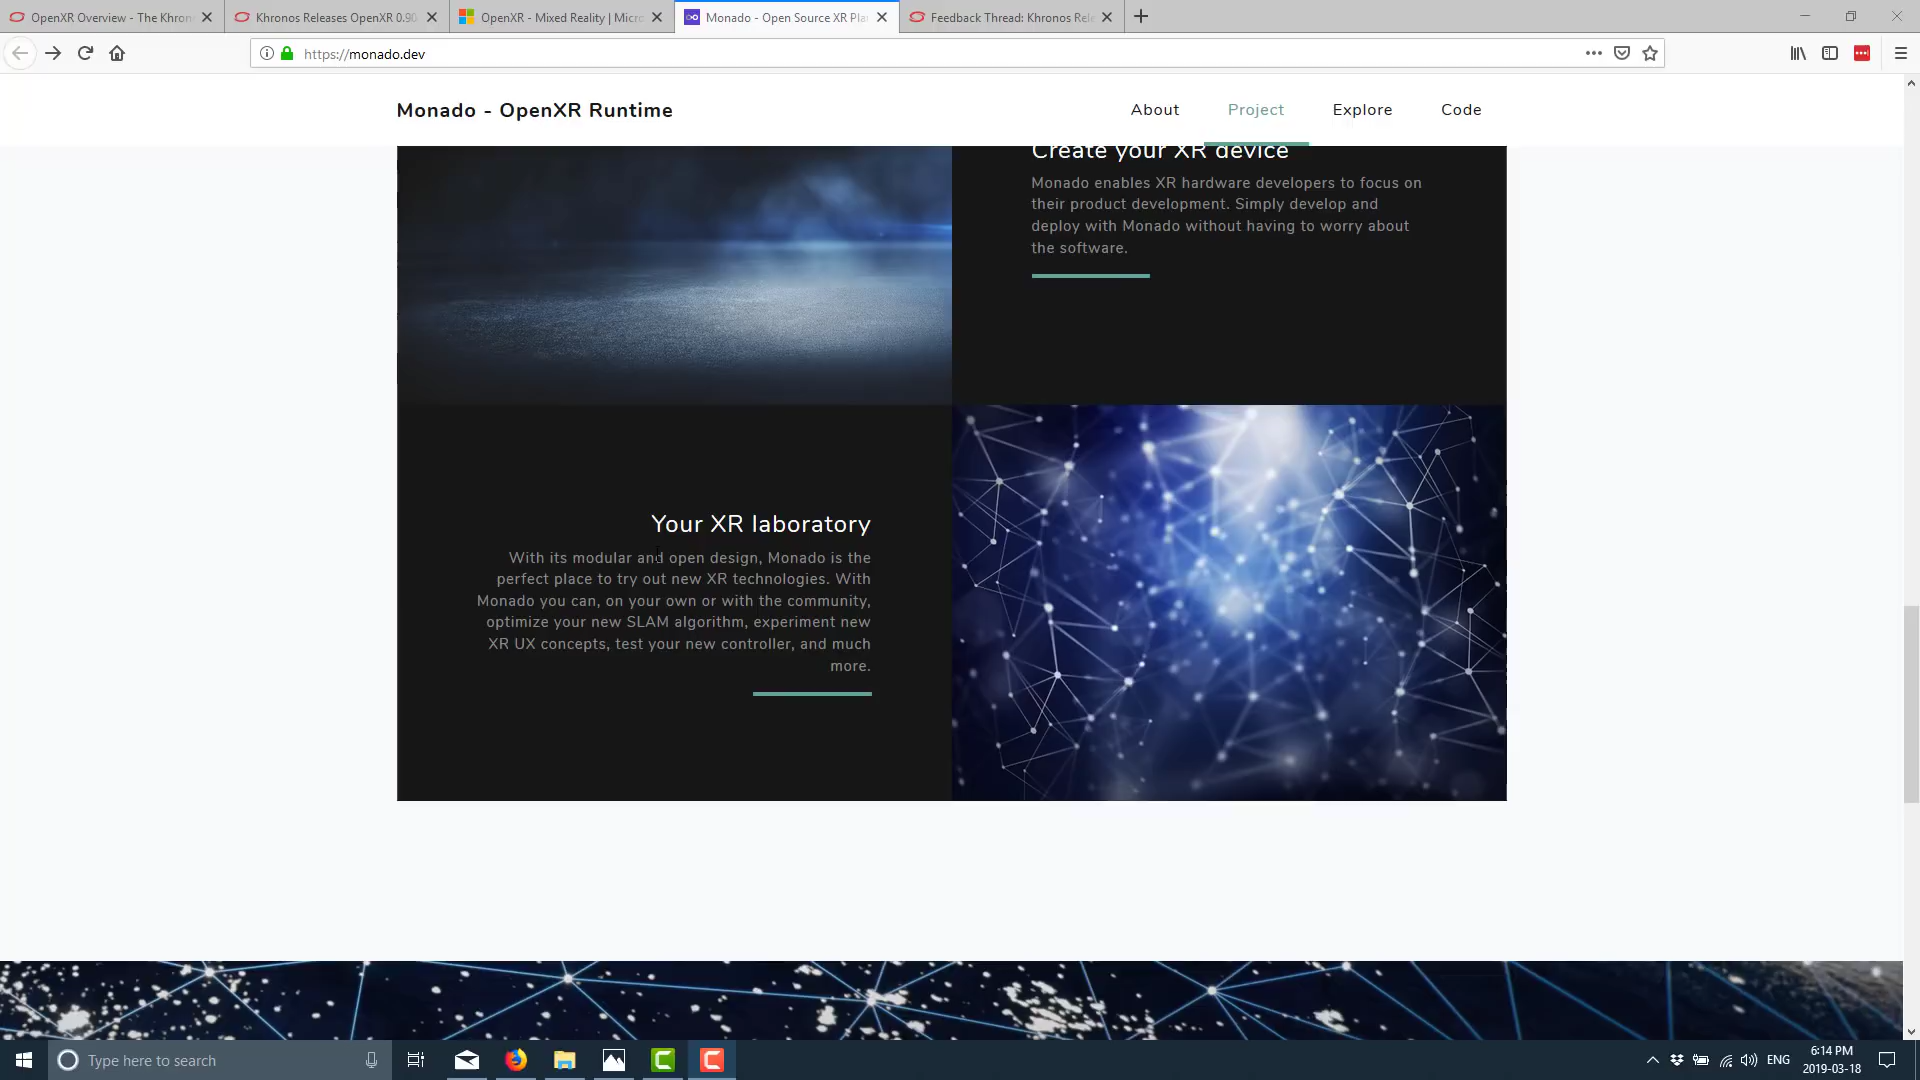 OpenXR Overview - The Khron
Khronos Releases OpenXR 0.90
OpenXR - Mixed Reality | Micro
Monado - Open Source XR Pla
Feedback Thread: Khronos Rele
https://monado.dev
Monado - OpenXR Runtime
About
Project
Explore
Code
Create your XR device
Monado enables XR hardware developers to focus on
their product development. Simply develop and
deploy with Monado without having to worry about
the software.
Your XR laboratory
With its modular and open design, Monado is the
perfect place to try out new XR technologies. With
Monado you can, on your own or with the community,
optimize your new SLAM algorithm, experiment new
XR UX concepts, test your new controller, and much
more.
Type here to search
ENG
6:14 PM
2019-03-18